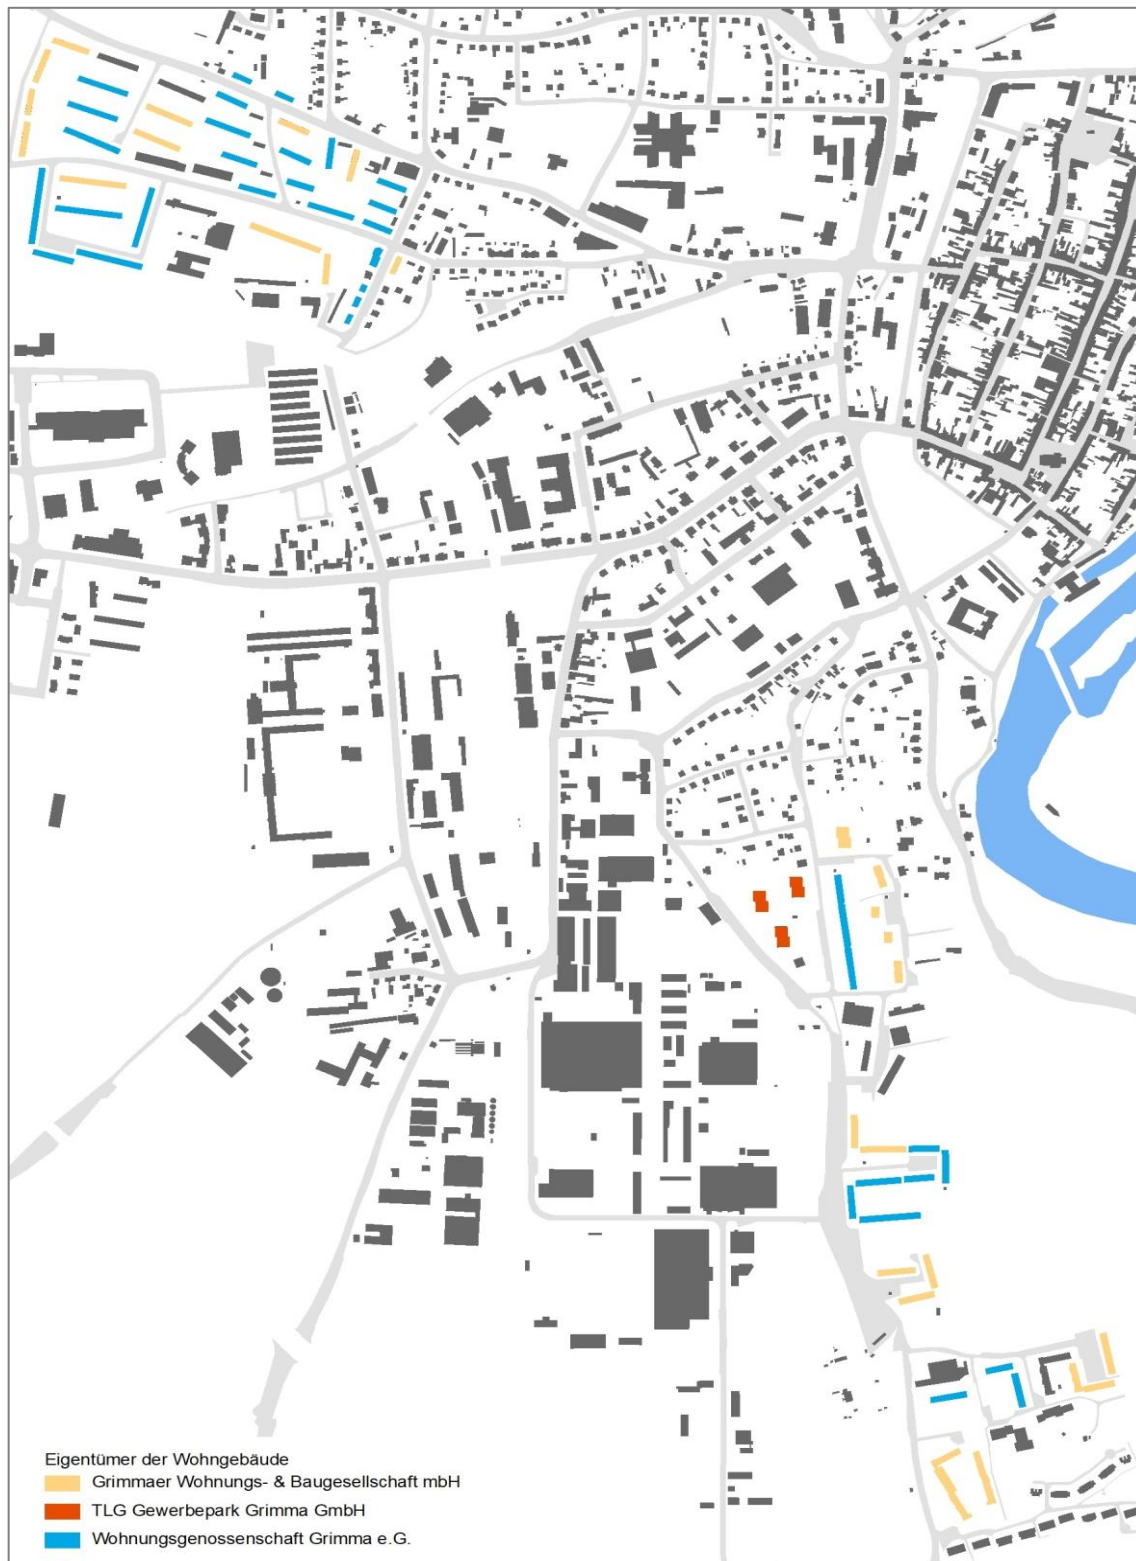 Eigentümer der Wohngebäude
Grimmaer Wohnungs- & Baugesellschaft mbH
TLG Gewerbepark Grimma GmbH
Wohnungsgenossenschaft Grimma e.G.